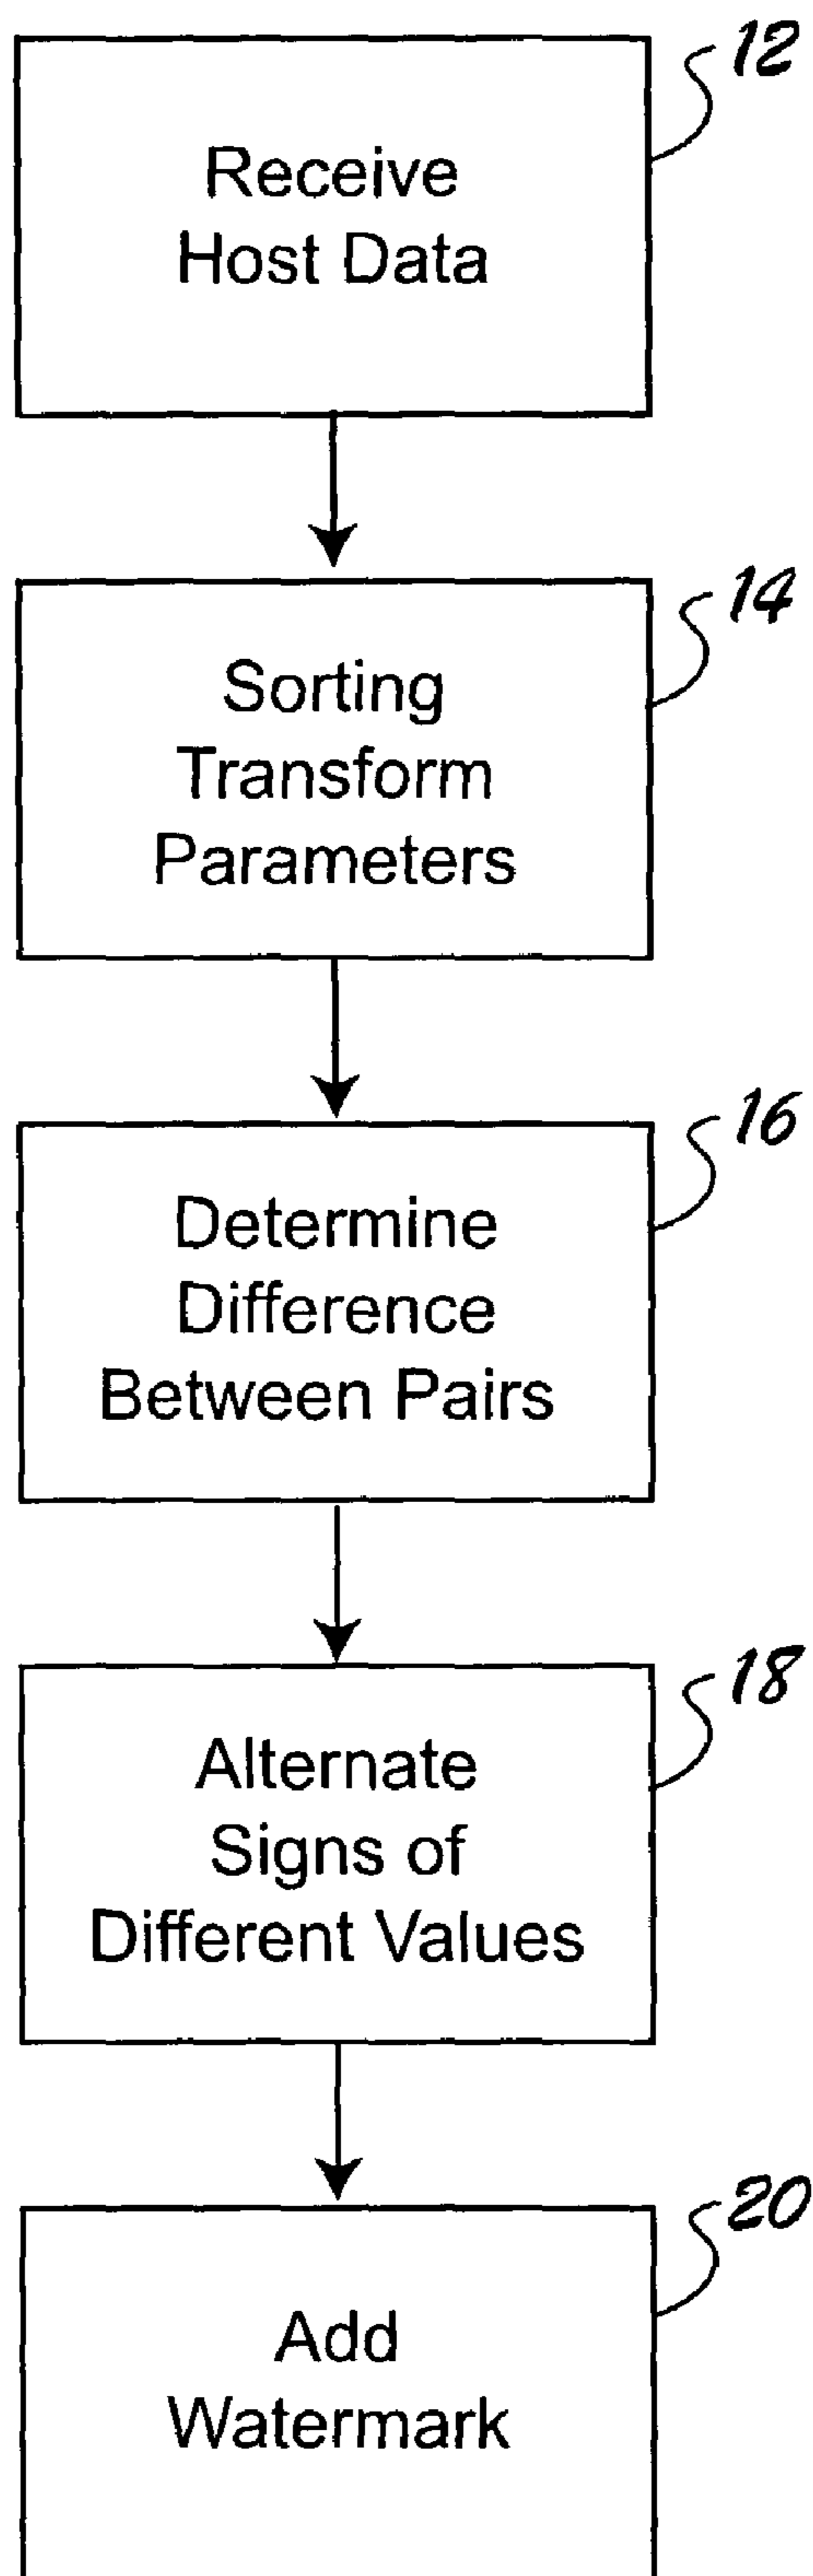 12
Receive
Host Data
14
Sorting
Transform
Parameters
16
Determine
Difference
Between Pairs
18
Alternate
Signs of
Different Values
20
Add
Watermark